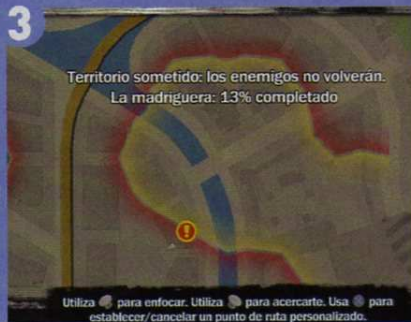 3
Territorio sometido: los enemigos no volverán.
La madriguera: 13% completado
Utiliza para enfocar. Utiliza para acercarte. Usa para
establecer/cancelar un punto de ruta personalizado.